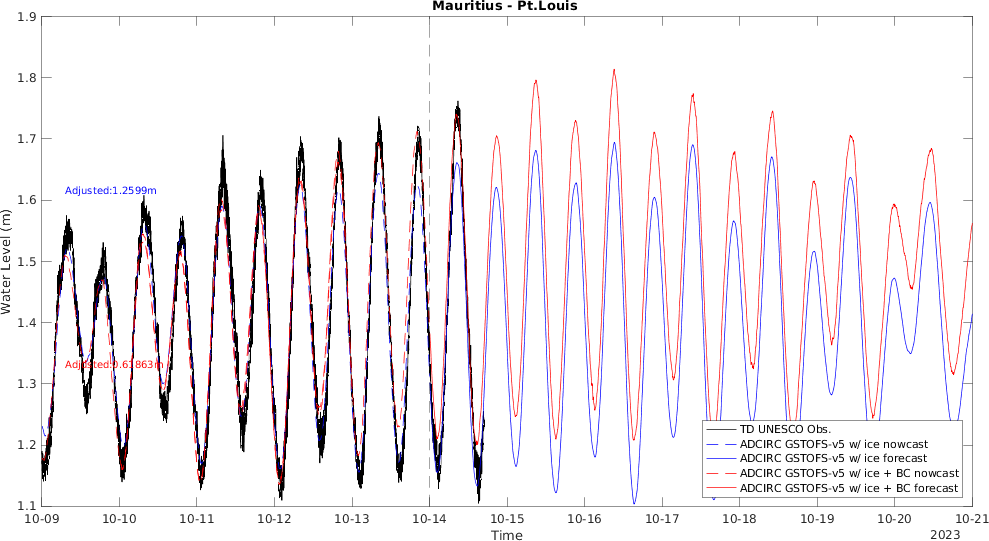 Mauritius - Pt.Louis
Water Level (m)
1.9
1.8
1.7
1.6
1.5
1.4
1.3
1.2
1.1
Adjusted:1.2599m
Adjusted:0.61863m
TD UNESCO Obs.
ADCIRC GSTOFS-v5 w/ ice nowcast
ADCIRC GSTOFS-v5 w/ ice forecast
ADCIRC GSTOFS-v5 w/ ice + BC nowcast
ADCIRC GSTOFS-v5 w/ ice + BC forecast
10-09 10-10 10-11 10-12 10-13 10-14 10-15 10-16 10-17 10-18 10-19 10-20 10-21
Time
2023